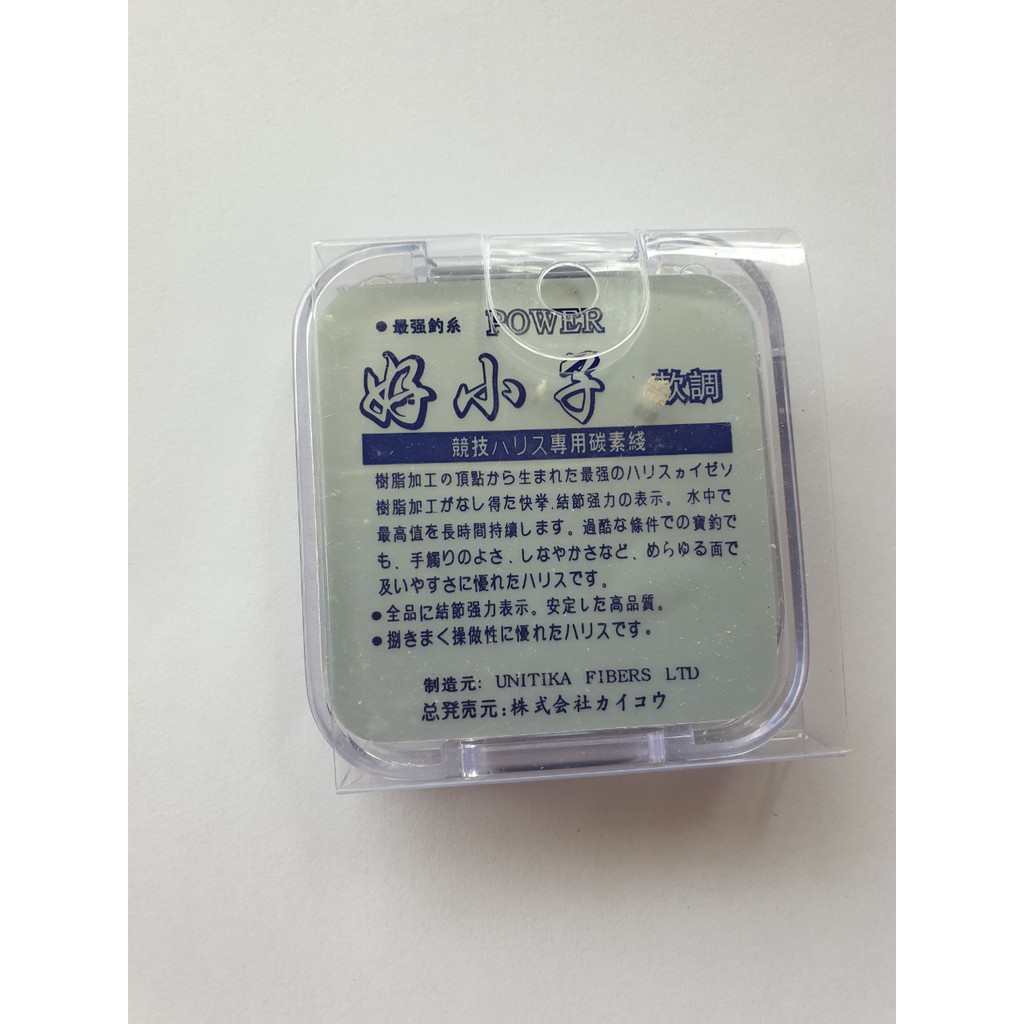 ●最强釣糸 POWER
好小子 軟調
競技ハリス專用碳素綫
樹脂加工の頂點から生まれた最强のハリスヵイゼソ
樹脂加工がなし得た快挙.結節强力の表示。水中で
最高值を長時間持續します。過酷な條件での寶釣で
も、手觸りのよさ、しなやかさなど、めらゆる面で
及いやすさに憂れたハリスです。
●全品に結節强力表示。安定した高品質。
●捌きまく操做性に憂れたハリスです。
制造元: UNITIKA FIBERS LTD
总発売元:株式会社カイコウ